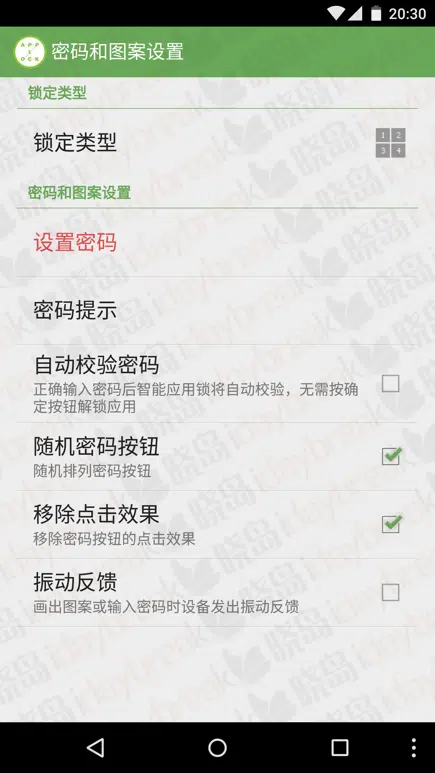 20:30
APP
L
OCK
密码和图案设置
锁定类型
锁定类型
1 2
3 4
密码和图案设置
设置密码
密码提示
自动校验密码
正确输入密码后智能应用锁将自动校验，无需按确
定按钮解锁应用
随机密码按钮
随机排列密码按钮
移除点击效果
移除密码按钮的点击效果
振动反馈
画出图案或输入密码时设备发出振动反馈